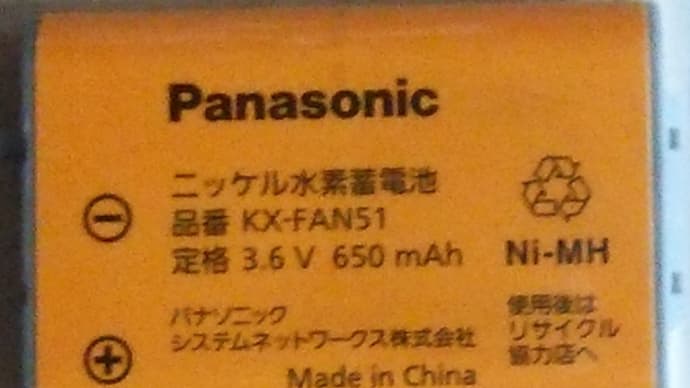 Panasonic
ニッケル水素蓄電池
⊖ 品番 KX-FAN51
定格 3.6 V 650 mAh
Ni-MH
⊕ パナソニック
システムネットワークス株式会社
Made in China
使用後は
リサイクル
協力店へ